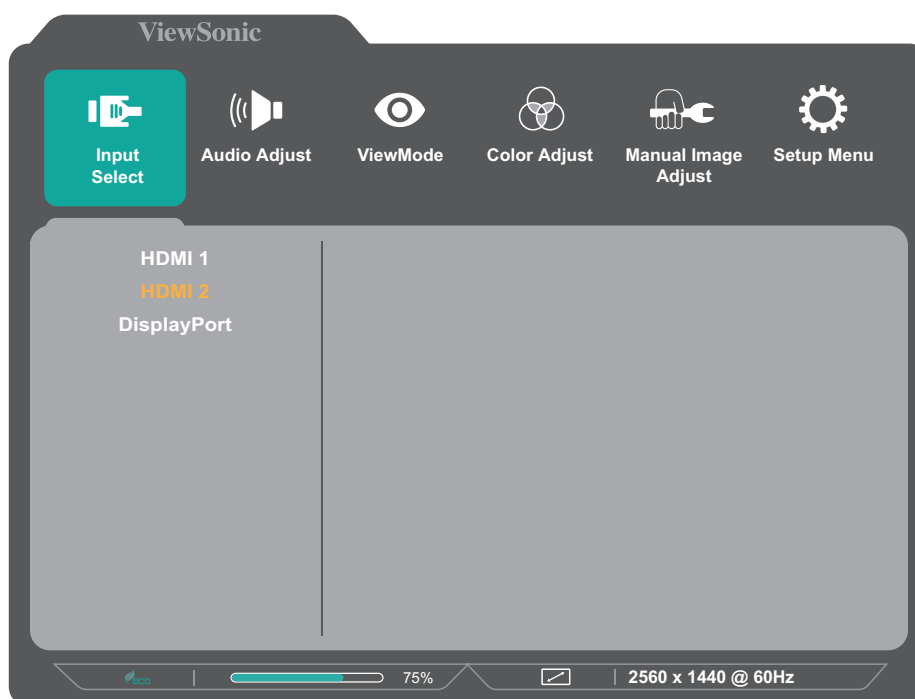 ViewSonic
Input
Select
Audio Adjust
ViewMode
Color Adjust
Manual Image
Adjust
Setup Menu
HDMI 1
HDMI 2
DisplayPort
eco
75%
2560 x 1440 @ 60Hz